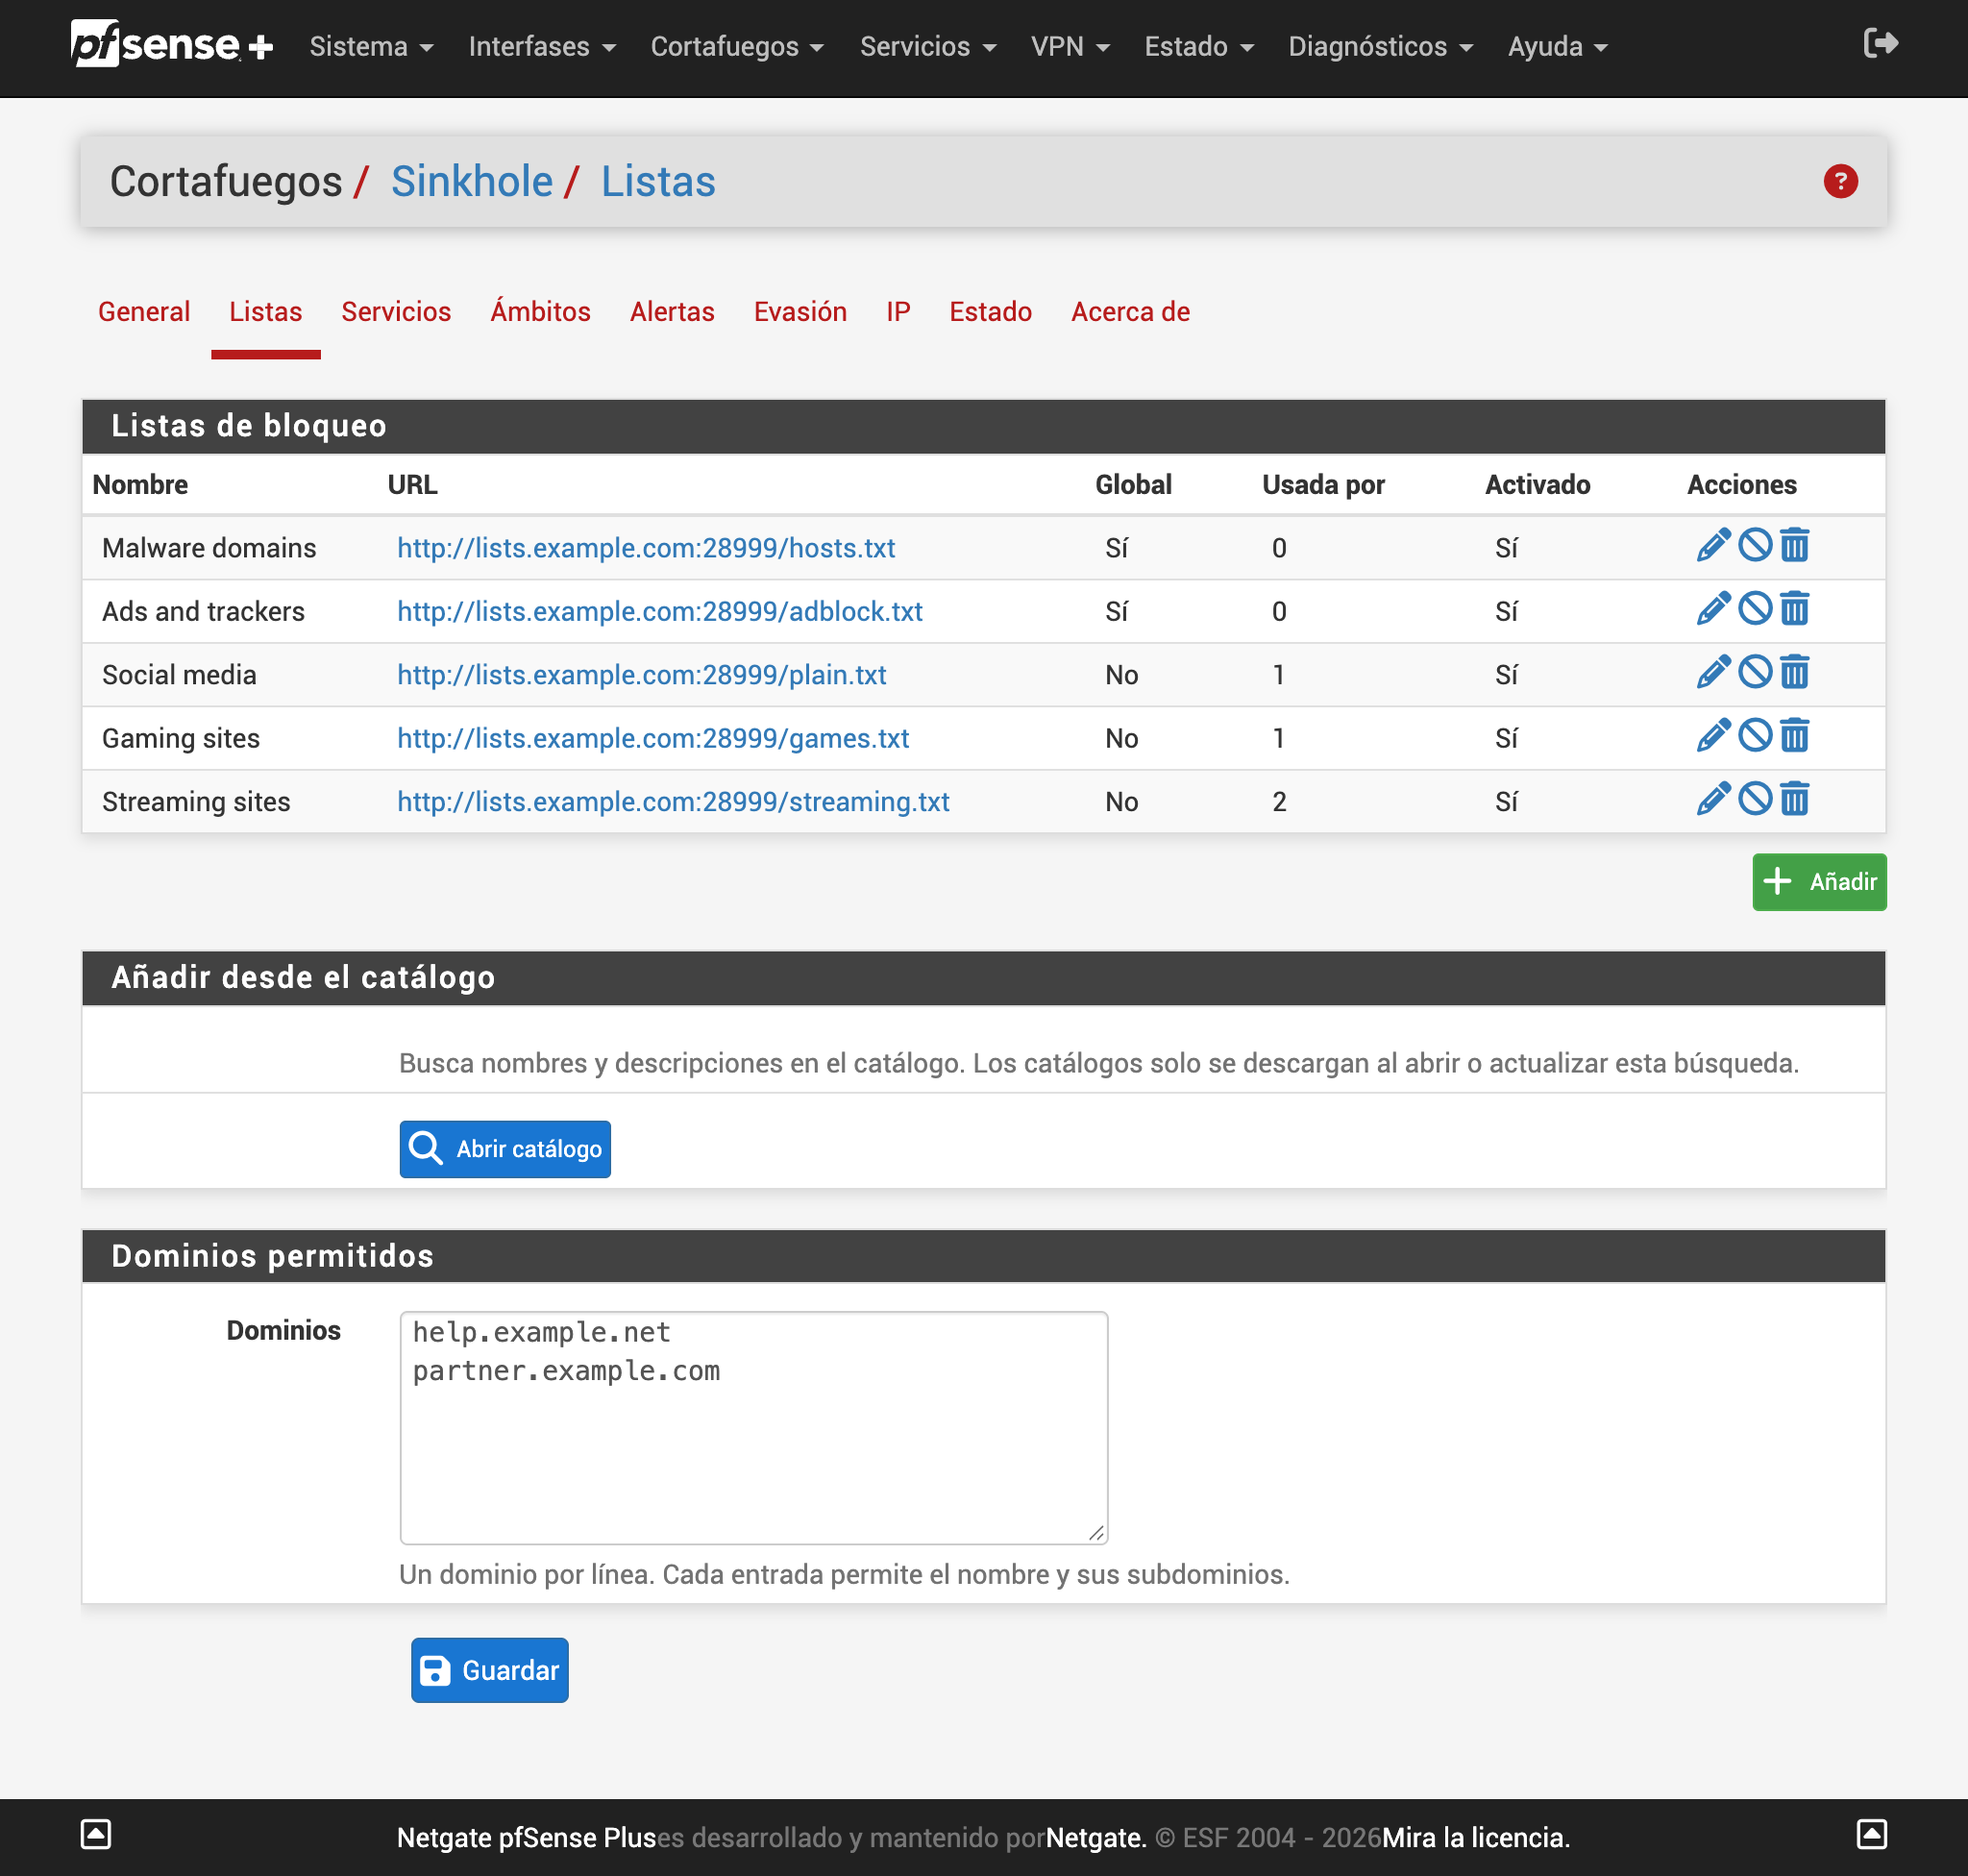 pfsense +
Sistema Interfases Cortafuegos Servicios VPN Estado Diagnósticos Ayuda
Cortafuegos / Sinkhole / Listas
?
General Listas Servicios Ámbitos Alertas Evasión IP Estado Acerca de
Listas de bloqueo
Nombre URL Global Usada por Activado Acciones
Malware domains http://lists.example.com:28999/hosts.txt Sí 0 Sí
Ads and trackers http://lists.example.com:28999/adblock.txt Sí 0 Sí
Social media http://lists.example.com:28999/plain.txt No 1 Sí
Gaming sites http://lists.example.com:28999/games.txt No 1 Sí
Streaming sites http://lists.example.com:28999/streaming.txt No 2 Sí
Añadir
Añadir desde el catálogo
Busca nombres y descripciones en el catálogo. Los catálogos solo se descargan al abrir o actualizar esta búsqueda.
Abrir catálogo
Dominios permitidos
Dominios
help.example.net
partner.example.com
Un dominio por línea. Cada entrada permite el nombre y sus subdominios.
Guardar
Netgate pfSense Pluses desarrollado y mantenido porNetgate. © ESF 2004 - 2026Mira la licencia.